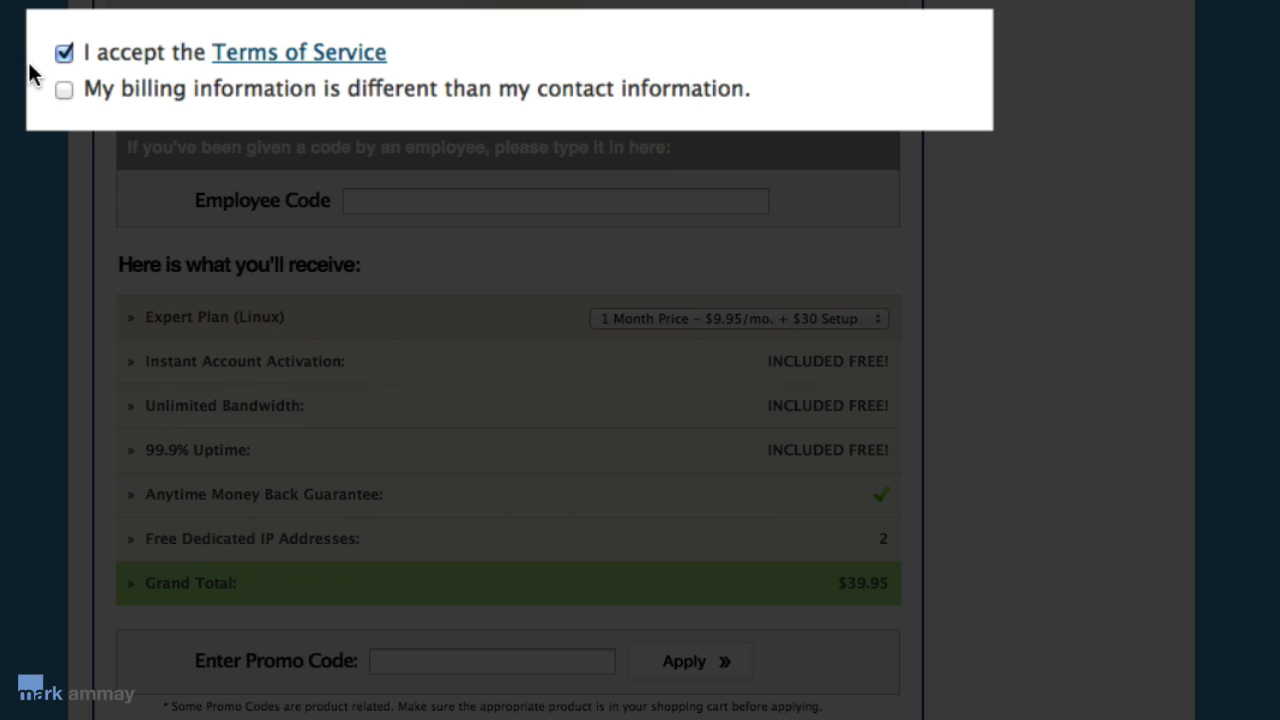 I accept the Terms of Service
My billing information is different than my contact information.
If you've been given a code by an employee, please type it in here:
Employee Code
Here is what you'll receive:
» Expert Plan (Linux) 1 Month Price – $9.95/mo. + $30 Setup
» Instant Account Activation: INCLUDED FREE!
» Unlimited Bandwidth: INCLUDED FREE!
» 99.9% Uptime: INCLUDED FREE!
» Anytime Money Back Guarantee:
» Free Dedicated IP Addresses: 2
» Grand Total: $39.95
Enter Promo Code: Apply »
* Some Promo Codes are product related. Make sure the appropriate product is in your shopping cart before applying.
mark ammay